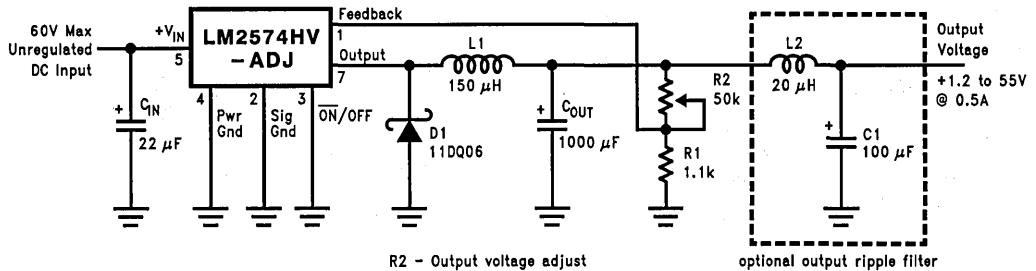 60V Max
Unregulated
DC Input
+VIN
5
LM2574HV
-ADJ
Feedback
1
Output
7
4
Pwr
Gnd
2
Sig
Gnd
3
ON/OFF
+
CIN
22 μF
D1
11DQ06
L1
150 μH
+
COUT
1000 μF
R2
50k
R1
1.1k
L2
20 μH
+
C1
100 μF
Output
Voltage
+1.2 to 55V
@ 0.5A
R2 - Output voltage adjust
optional output ripple filter